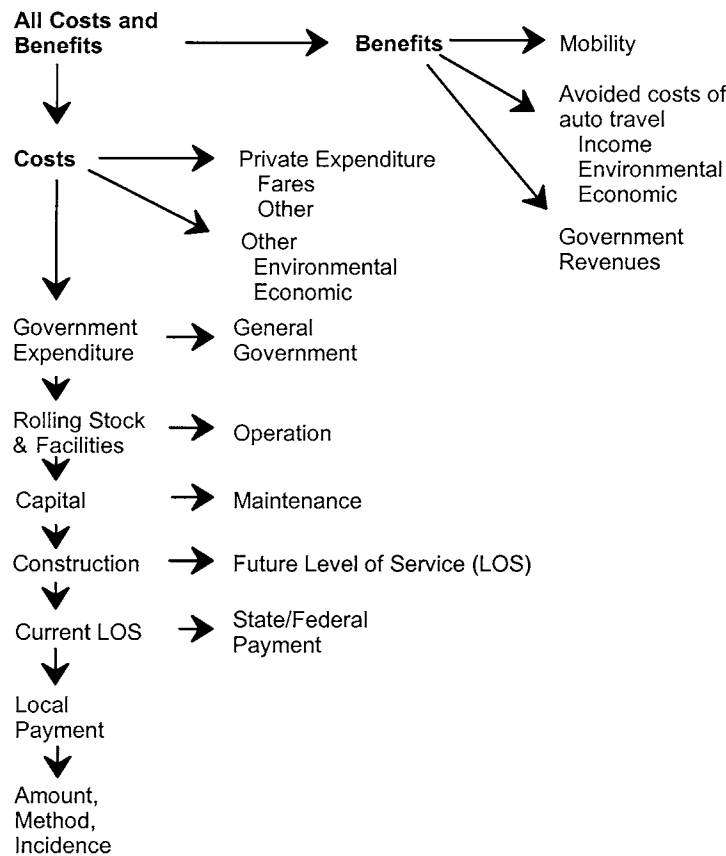 All Costs and
Benefits
Benefits
Mobility
Avoided costs of
auto travel
Income
Environmental
Economic
Government
Revenues
Costs
Private Expenditure
Fares
Other
Other
Environmental
Economic
Government
Expenditure
General
Government
Rolling Stock
& Facilities
Operation
Capital
Maintenance
Construction
Future Level of Service (LOS)
Current LOS
State/Federal
Payment
Local
Payment
Amount,
Method,
Incidence